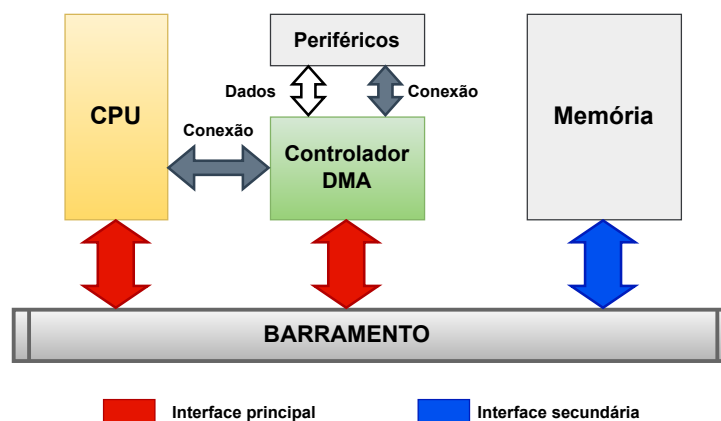 Periféricos
CPU
Dados
Conexão
Memória
Conexão
Controlador
DMA
BARRAMENTO
Interface principal
Interface secundária